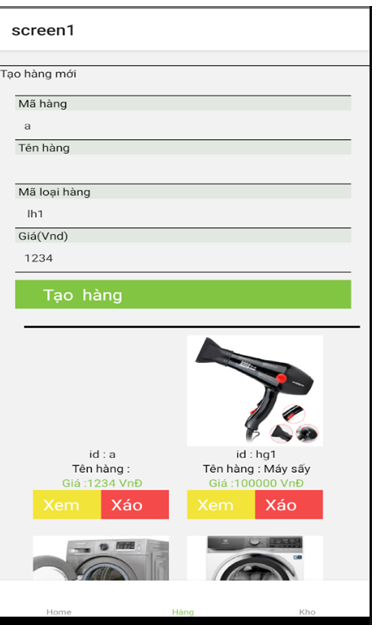 screen1
Tạo hàng mới
Mã hàng
a
Tên hàng
Mã loại hàng
lh1
Giá(Vnd)
1234
Tạo hàng
id : a
Tên hàng :
Giá :1234 VnĐ
Xem Xáo
id : hg1
Tên hàng : Máy sấy
Giá :100000 VnĐ
Xem Xáo
Home Hàng Kho